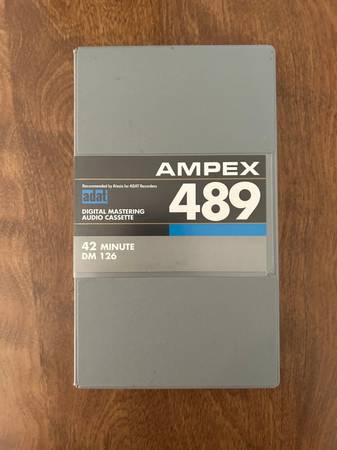 AMPEX
Recommended by Alesis for ADAT Recorders
adat
489
DIGITAL MASTERING
AUDIO CASSETTE
42 MINUTE
DM 126